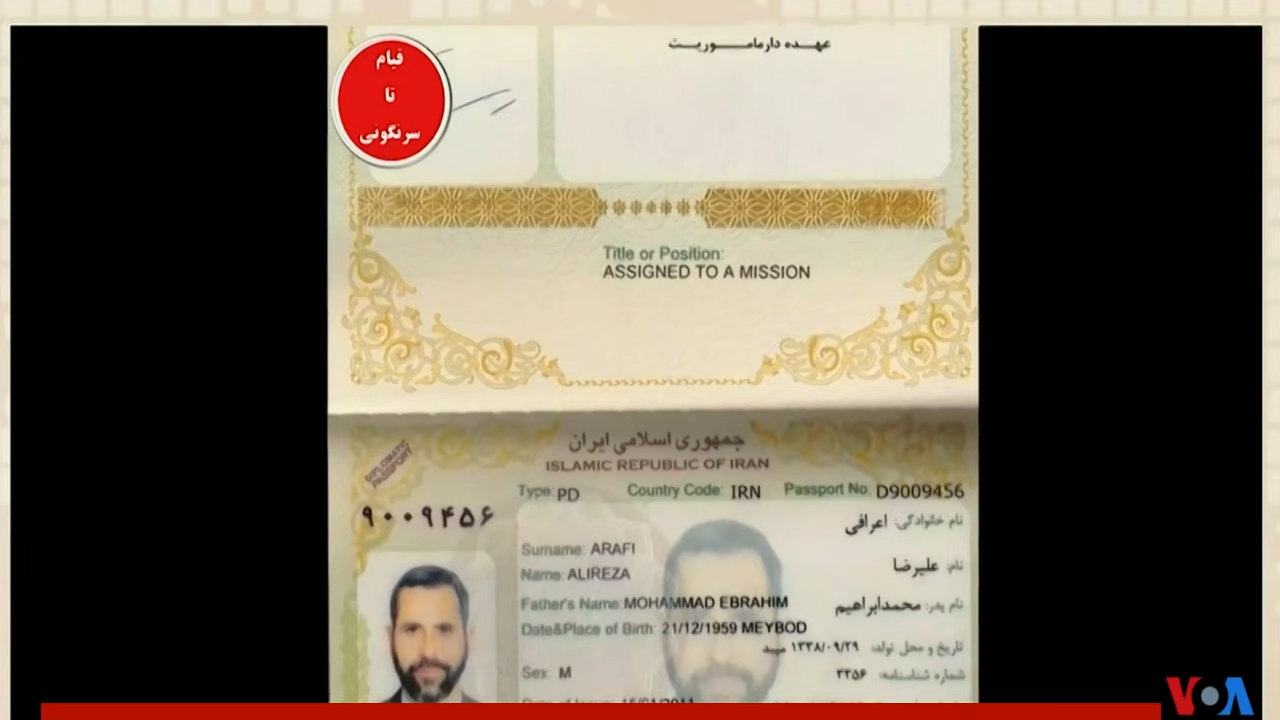 قیام
تا
سرنگونی
عهده دار ماموریت
Title or Position:
ASSIGNED TO A MISSION
جمهوری اسلامی ایران
ISLAMIC REPUBLIC OF IRAN
DIPLOMATIC
PASSPORT
Type: PD Country Code: IRN Passport No. D9009456
۹۰۰۹۴۵۶
نام خانوادگی: اعرافی
Surname: ARAFI
نام: علیرضا
Name: ALIREZA
Father's Name: MOHAMMAD EBRAHIM
نام پدر: محمدابراهیم
Date&Place of Birth: 21/12/1959 MEYBOD
تاریخ و محل تولد: ۱۳۳۸/۰۹/۲۹
Sex: M
شماره شناسنامه: ۳۳۵۶
VOA